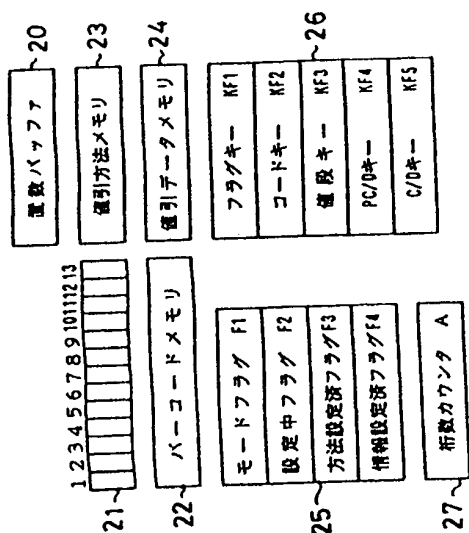 1 2 3 4 5 6 7 8 9 10 11 12 13
21
置数バッファ 20
バーコードメモリ 22
値引方法メモリ 23
値引データメモリ 24
モードフラグ F1
設定中フラグ F2
方法設定済フラグF3
情報設定済フラグF4
25
フラグキー KF1
コードキー KF2
値段キー KF3
PC/Dキー KF4
C/Dキー KF5
26
桁数カウンタ A
27